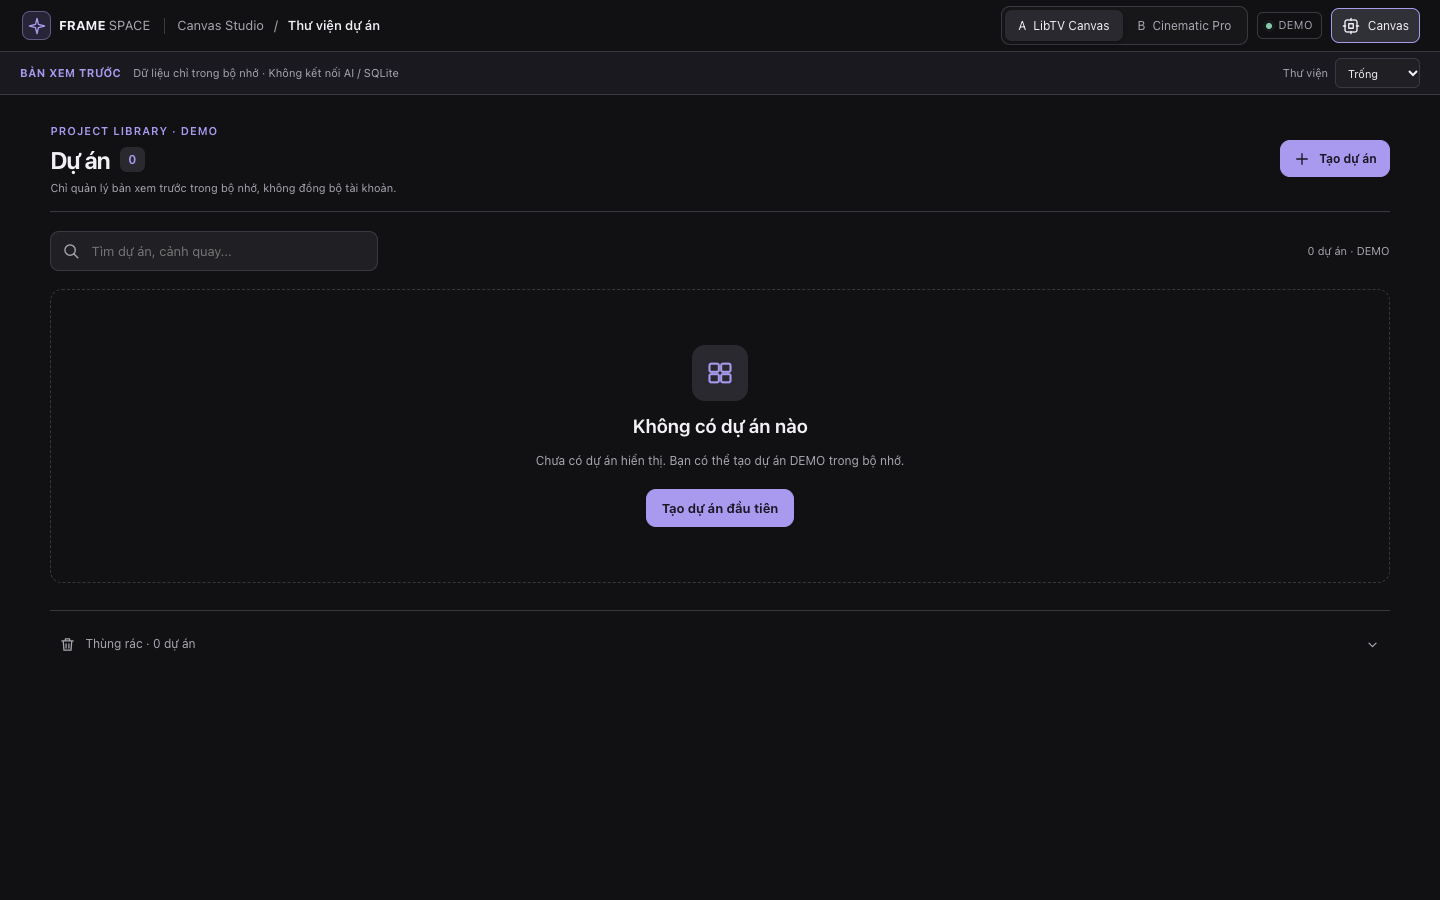 FRAME SPACE
Canvas Studio / Thư viện dự án
A LibTV Canvas
B Cinematic Pro
DEMO
Canvas
BẢN XEM TRƯỚC
Dữ liệu chỉ trong bộ nhớ · Không kết nối AI / SQLite
Thư viện
Trống
PROJECT LIBRARY · DEMO
Dự án 0
Chỉ quản lý bản xem trước trong bộ nhớ, không đồng bộ tài khoản.
Tạo dự án
Tìm dự án, cảnh quay...
0 dự án · DEMO
Không có dự án nào
Chưa có dự án hiển thị. Bạn có thể tạo dự án DEMO trong bộ nhớ.
Tạo dự án đầu tiên
Thùng rác · 0 dự án